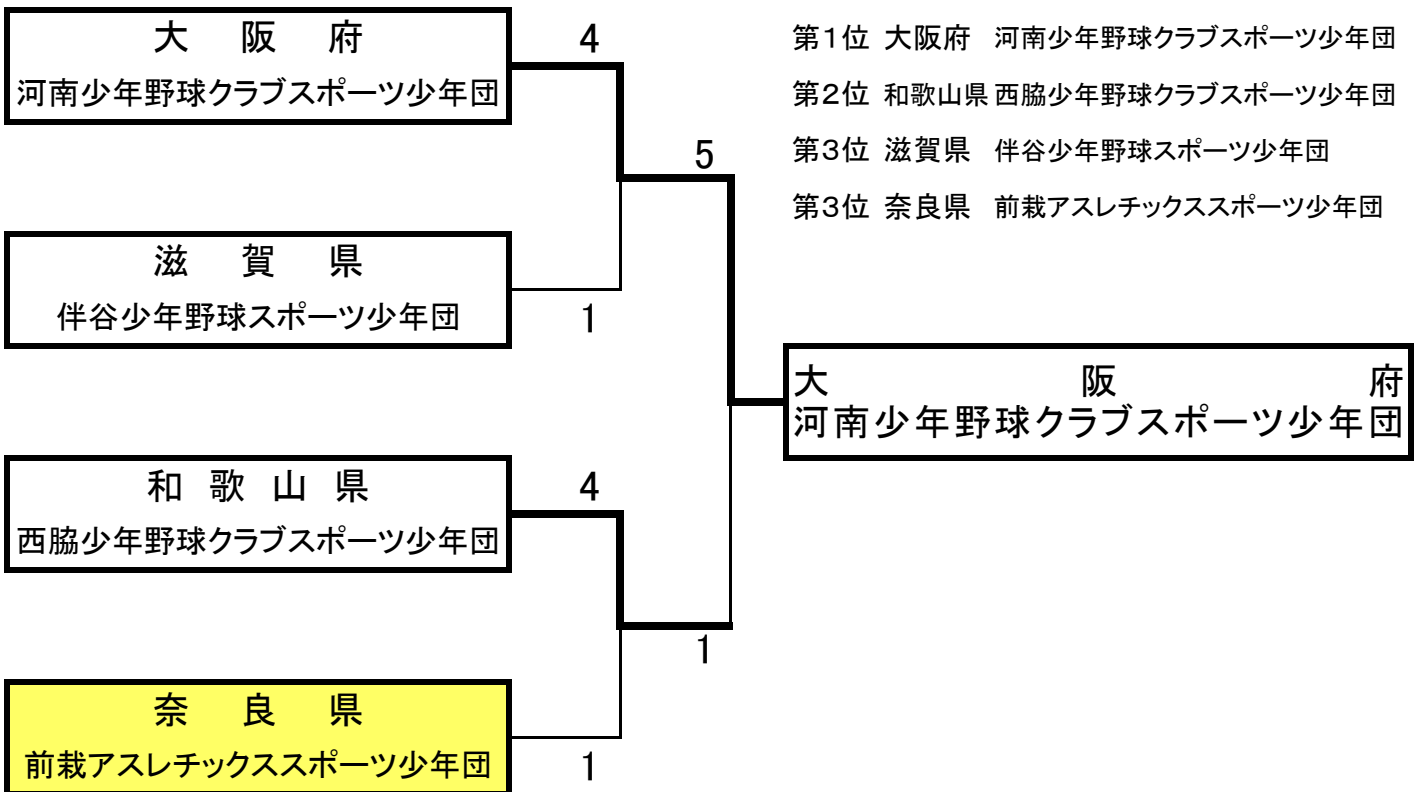 大阪府
河南少年野球クラブスポーツ少年団
4
滋賀県
伴谷少年野球スポーツ少年団
1
和歌山県
西脇少年野球クラブスポーツ少年団
4
奈良県
前栽アスレチックススポーツ少年団
1
5
1
大阪府
河南少年野球クラブスポーツ少年団
第1位 大阪府 河南少年野球クラブスポーツ少年団
第2位 和歌山県 西脇少年野球クラブスポーツ少年団
第3位 滋賀県 伴谷少年野球スポーツ少年団
第3位 奈良県 前栽アスレチックススポーツ少年団